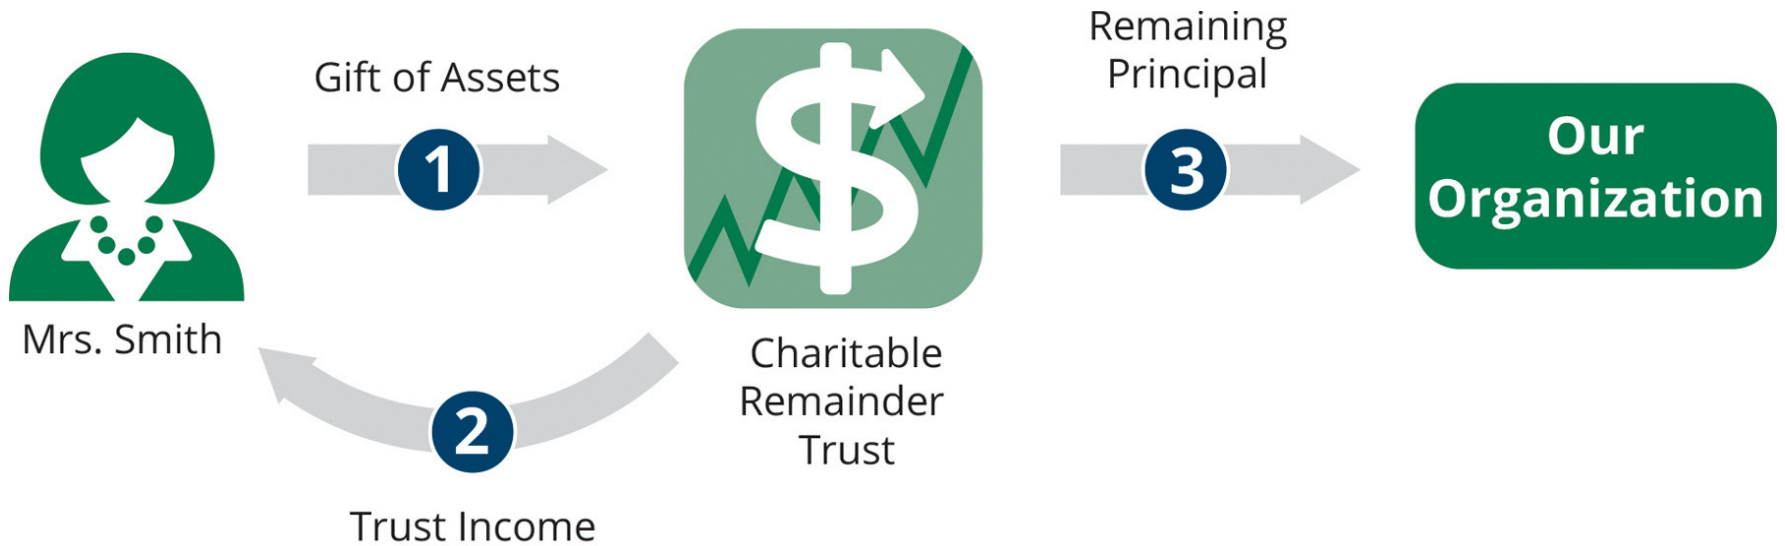 Mrs. Smith
Gift of Assets
1
2
Trust Income
$
Charitable
Remainder
Trust
Remaining
Principal
3
Our
Organization